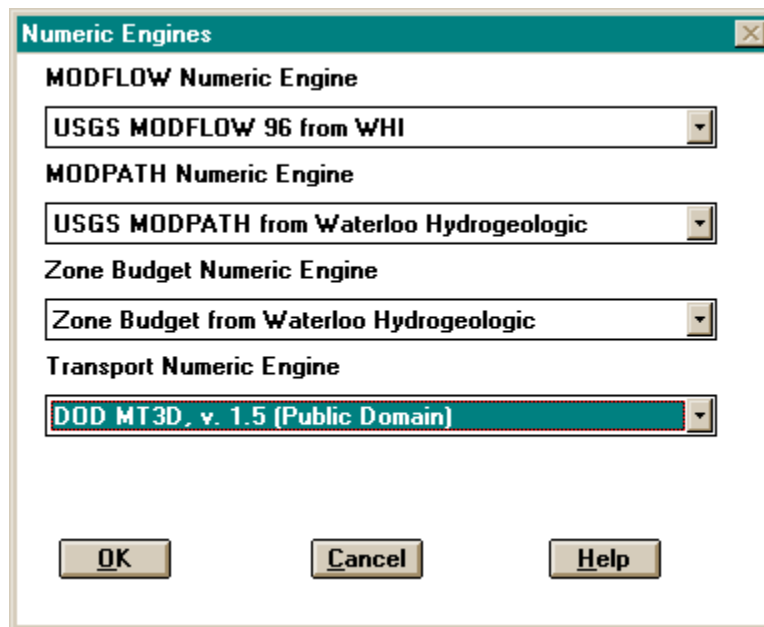 Numeric Engines
MODFLOW Numeric Engine
USGS MODFLOW 96 from WHI
MODPATH Numeric Engine
USGS MODPATH from Waterloo Hydrogeologic
Zone Budget Numeric Engine
Zone Budget from Waterloo Hydrogeologic
Transport Numeric Engine
DOD MT3D, v. 1.5 (Public Domain)
OK Cancel Help